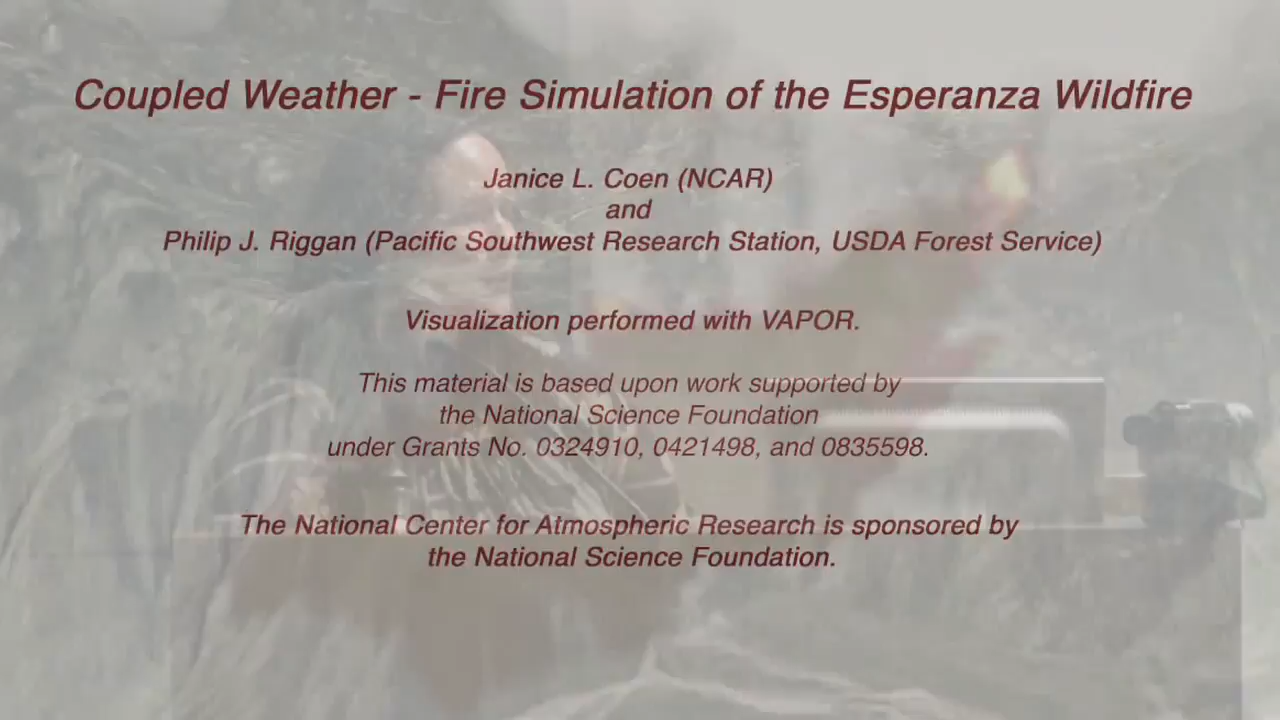 Coupled Weather - Fire Simulation of the Esperanza Wildfire
Janice L. Coen (NCAR)
and
Philip J. Riggan (Pacific Southwest Research Station, USDA Forest Service)
Visualization performed with VAPOR.
This material is based upon work supported by
the National Science Foundation
under Grants No. 0324910, 0421498, and 0835598.
The National Center for Atmospheric Research is sponsored by
the National Science Foundation.